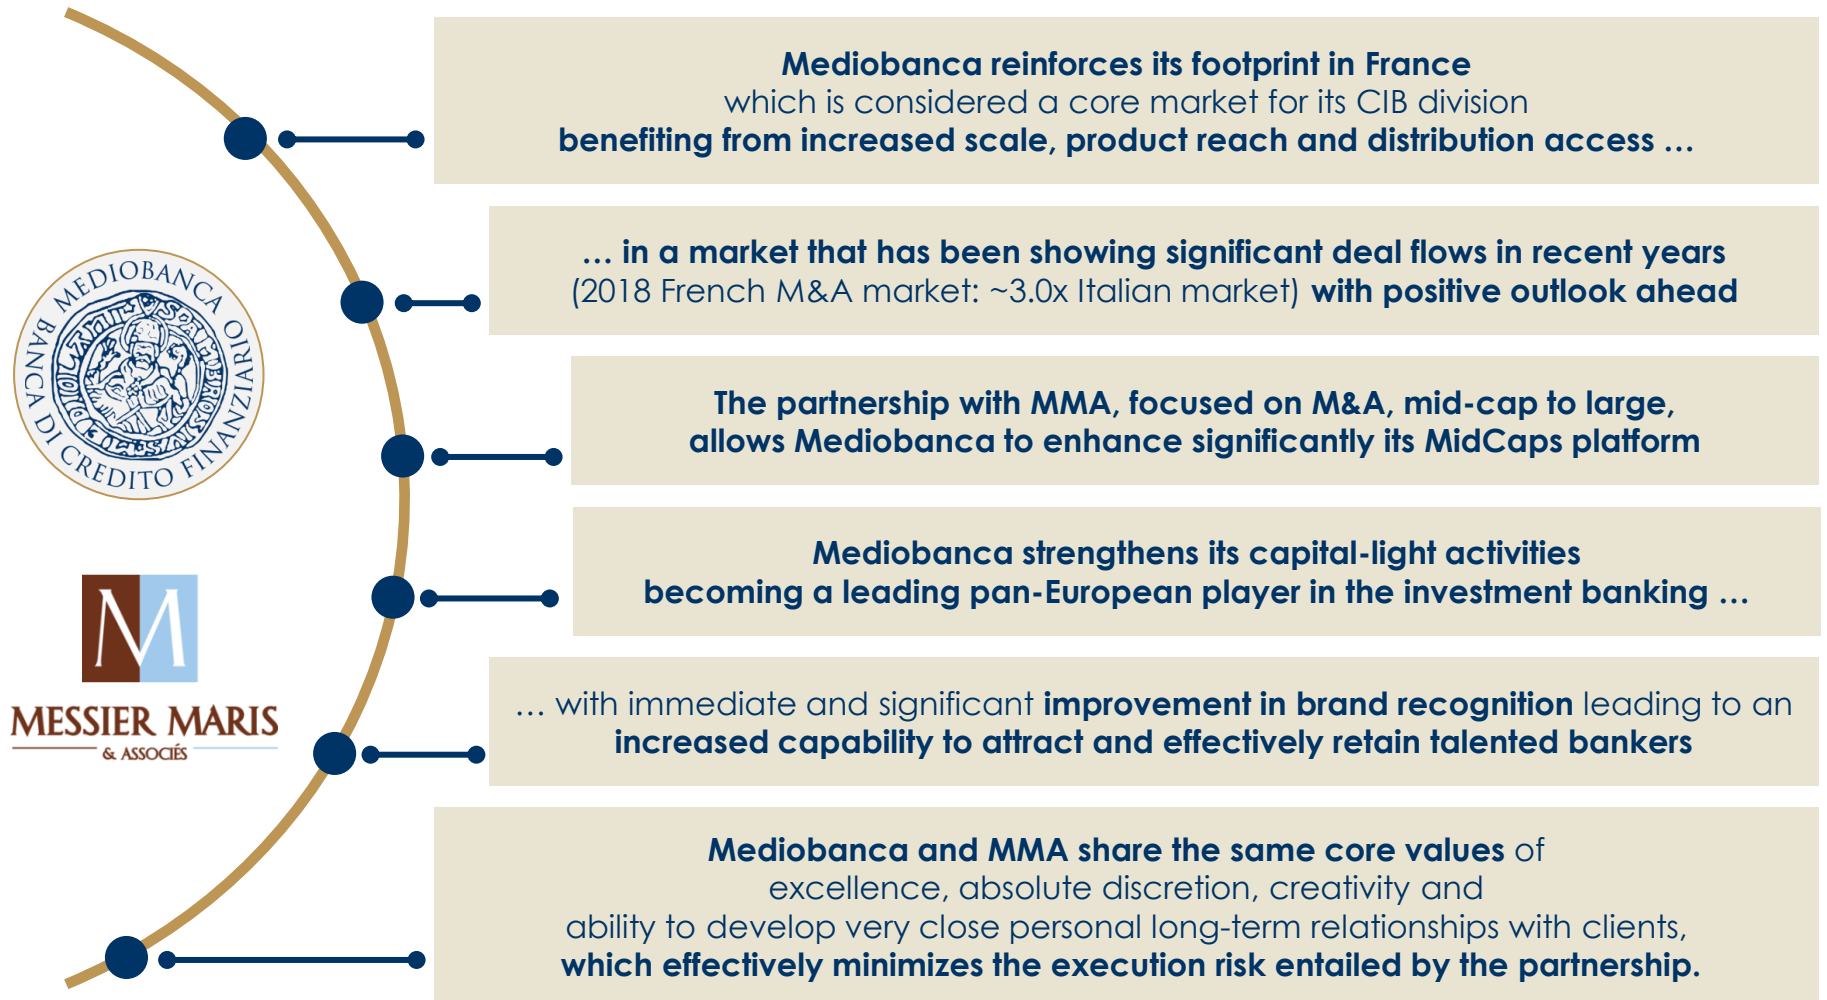 Mediobanca reinforces its footprint in France
which is considered a core market for its CIB division
benefiting from increased scale, product reach and distribution access …
… in a market that has been showing significant deal flows in recent years
(2018 French M&A market: ~3.0x Italian market) with positive outlook ahead
MEDIOBANCA
BANCA DI CREDITO FINANZIARIO
The partnership with MMA, focused on M&A, mid-cap to large,
allows Mediobanca to enhance significantly its MidCaps platform
Mediobanca strengthens its capital-light activities
becoming a leading pan-European player in the investment banking …
M
MESSIER MARIS
& ASSOCIÉS
… with immediate and significant improvement in brand recognition leading to an
increased capability to attract and effectively retain talented bankers
Mediobanca and MMA share the same core values of
excellence, absolute discretion, creativity and
ability to develop very close personal long-term relationships with clients,
which effectively minimizes the execution risk entailed by the partnership.